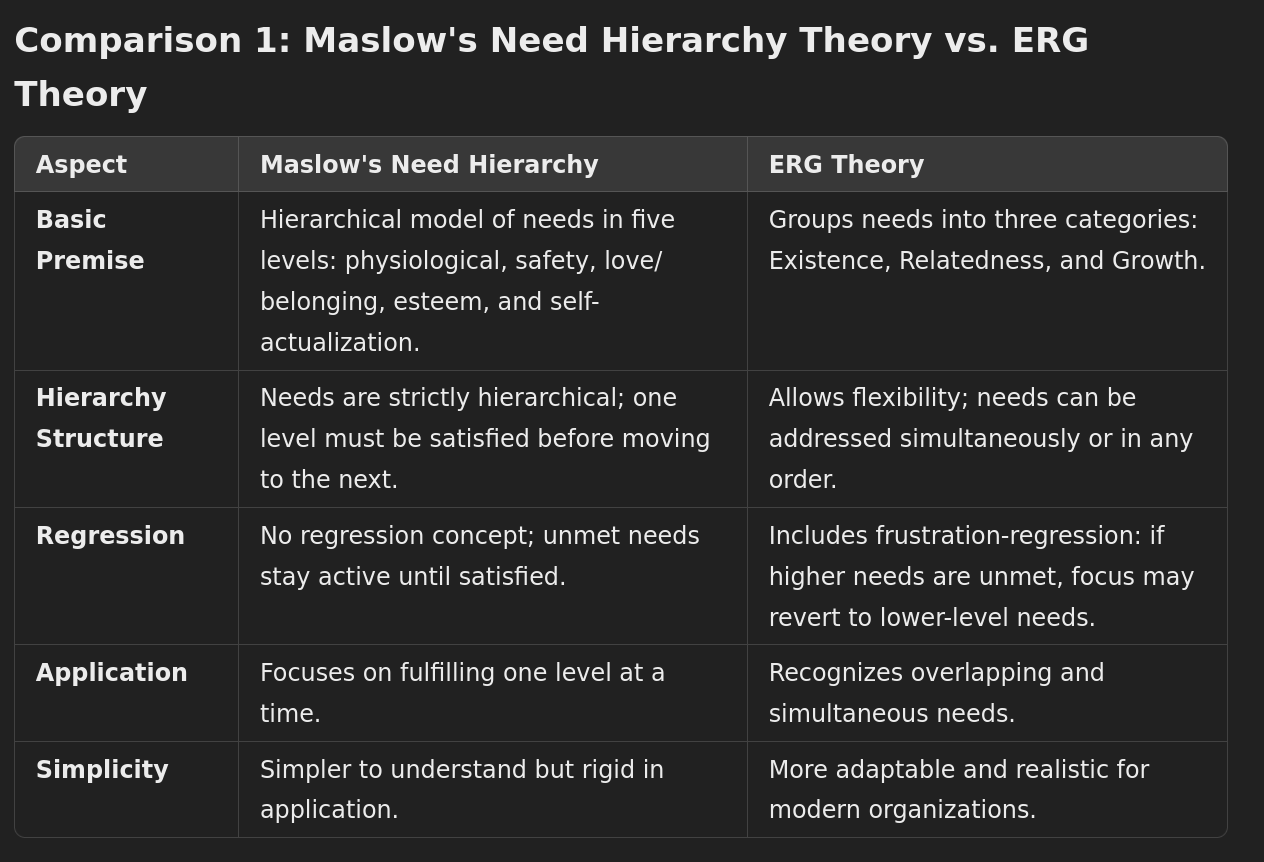 Comparison 1: Maslow's Need Hierarchy Theory vs. ERG
Theory
Aspect
Maslow's Need Hierarchy
ERG Theory
Basic
Premise
Hierarchical model of needs in five
levels: physiological, safety, love/
belonging, esteem, and self-
actualization.
Groups needs into three categories:
Existence, Relatedness, and Growth.
Hierarchy
Structure
Needs are strictly hierarchical; one
level must be satisfied before moving
to the next.
Allows flexibility; needs can be
addressed simultaneously or in any
order.
Regression
No regression concept; unmet needs
stay active until satisfied.
Includes frustration-regression: if
higher needs are unmet, focus may
revert to lower-level needs.
Application
Focuses on fulfilling one level at a
time.
Recognizes overlapping and
simultaneous needs.
Simplicity
Simpler to understand but rigid in
application.
More adaptable and realistic for
modern organizations.